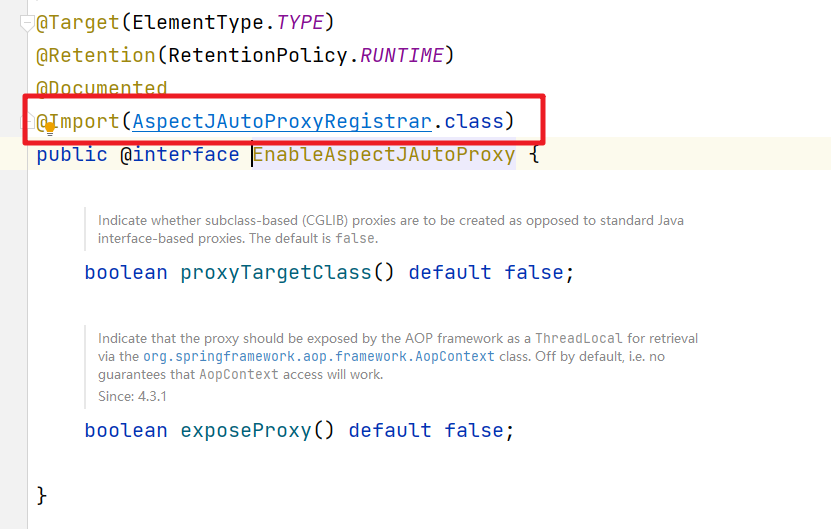 @Target(ElementType.TYPE)
@Retention(RetentionPolicy.RUNTIME)
@Documented
@Import(AspectJAutoProxyRegistrar.class)
public @interface EnableAspectJAutoProxy {
Indicate whether subclass-based (CGLIB) proxies are to be created as opposed to standard Java
interface-based proxies. The default is false.
boolean proxyTargetClass() default false;
Indicate that the proxy should be exposed by the AOP framework as a ThreadLocal for retrieval
via the org.springframework.aop.framework.AopContext class. Off by default, i.e. no
guarantees that AopContext access will work.
Since: 4.3.1
boolean exposeProxy() default false;
}